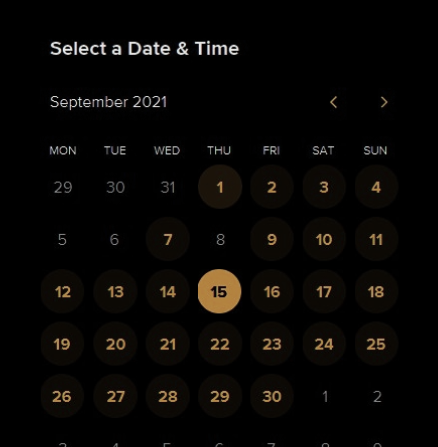 Select a Date & Time
September 2021
MON TUE WED THU FRI SAT SUN
29 30 31 1 2 3 4
5 6 7 8 9 10 11
12 13 14 15 16 17 18
19 20 21 22 23 24 25
26 27 28 29 30 1 2